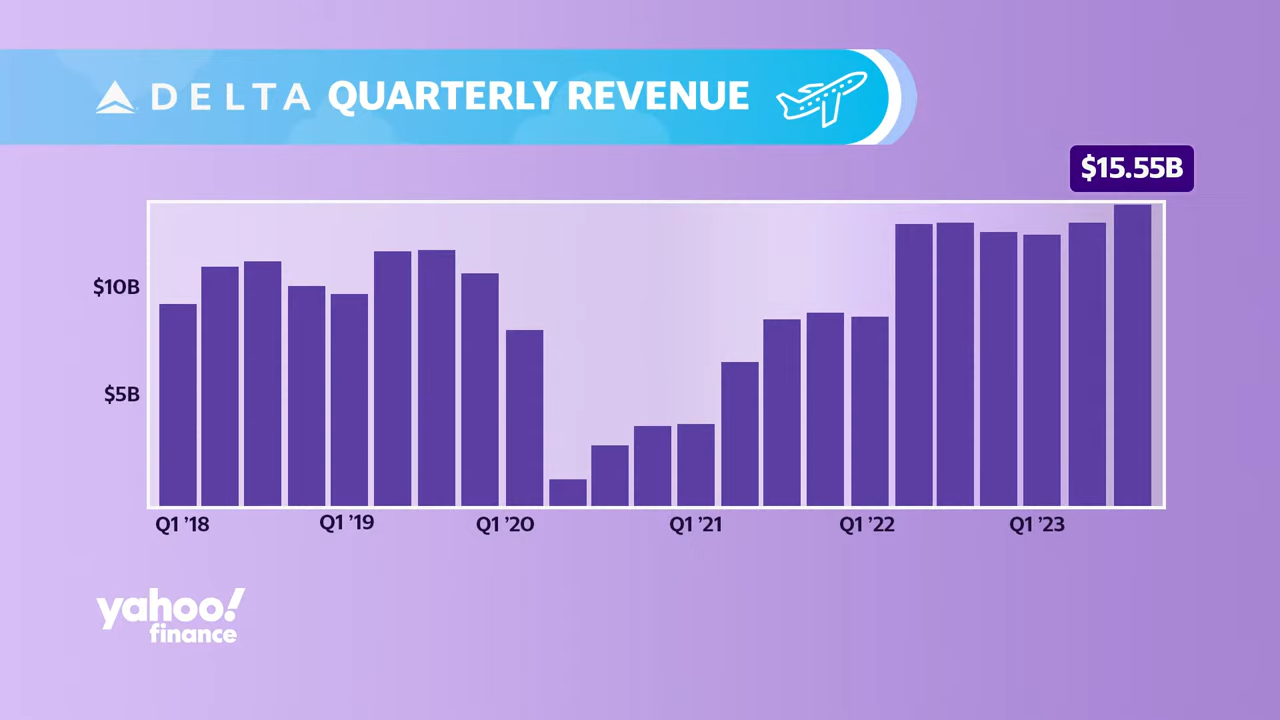 DELTA QUARTERLY REVENUE
$15.55B
$10B
$5B
Q1 ’18 Q1 ’19 Q1 ’20 Q1 ’21 Q1 ’22 Q1 ’23
yahoo!
finance